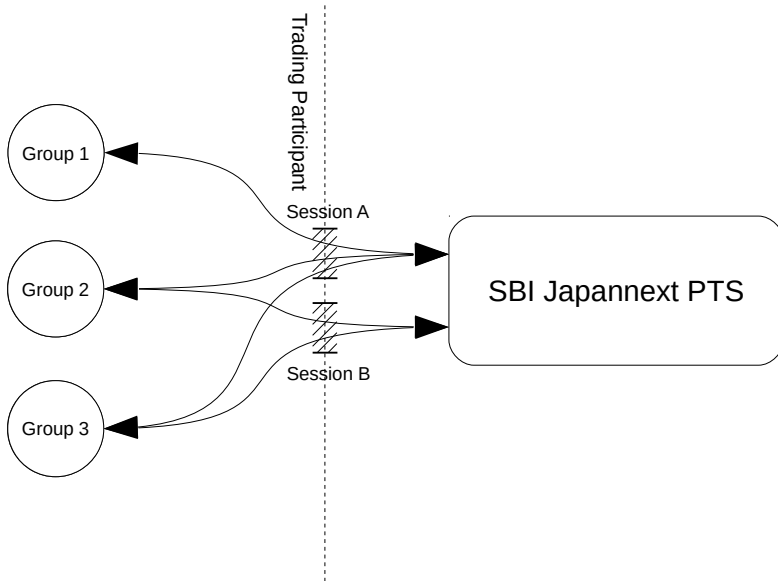 Trading Participant
Group 1
Session A
Group 2
SBI Japannext PTS
Session B
Group 3